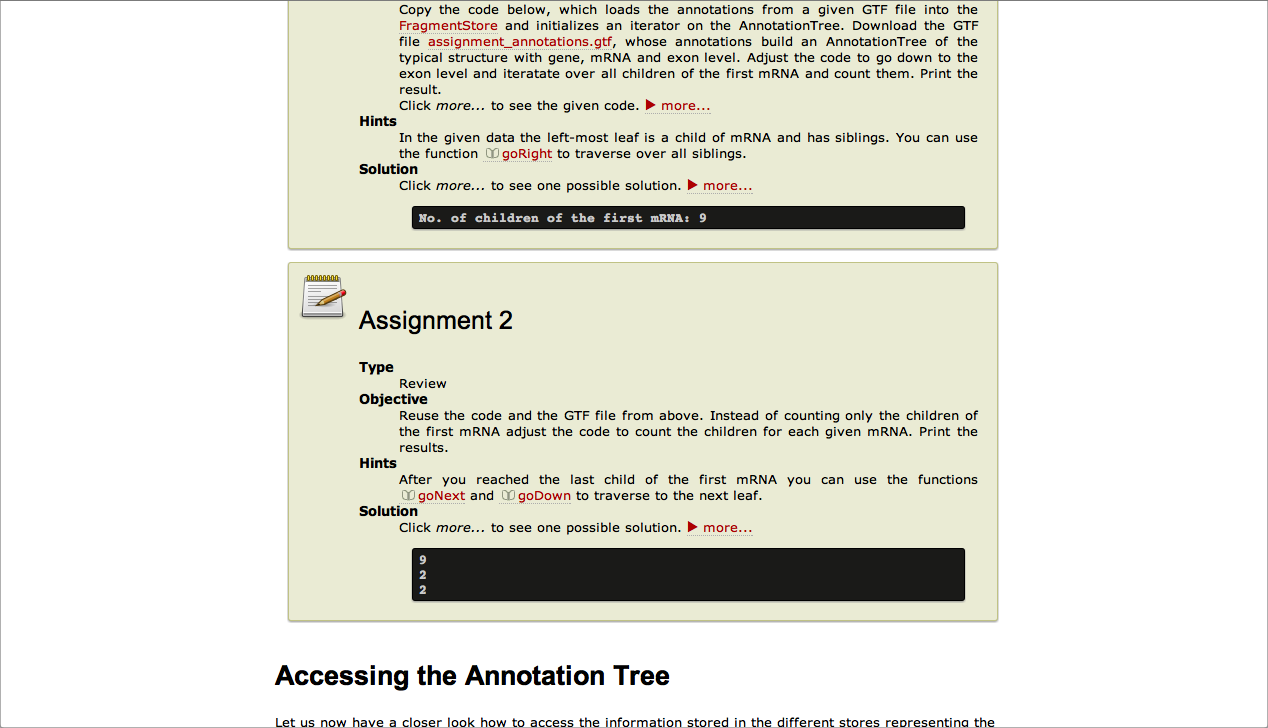 Copy the code below, which loads the annotations from a given GTF file into the
FragmentStore and initializes an iterator on the AnnotationTree. Download the GTF
file assignment_annotations.gtf, whose annotations build an AnnotationTree of the
typical structure with gene, mRNA and exon level. Adjust the code to go down to the
exon level and iteratate over all children of the first mRNA and count them. Print the
result.
Click more... to see the given code. ▶ more...
Hints
In the given data the left-most leaf is a child of mRNA and has siblings. You can use
the function goRight to traverse over all siblings.
Solution
Click more... to see one possible solution. ▶ more...
No. of children of the first mRNA: 9
Assignment 2
Type
Review
Objective
Reuse the code and the GTF file from above. Instead of counting only the children of
the first mRNA adjust the code to count the children for each given mRNA. Print the
results.
Hints
After you reached the last child of the first mRNA you can use the functions
goNext and goDown to traverse to the next leaf.
Solution
Click more... to see one possible solution. ▶ more...
9
2
2
Accessing the Annotation Tree
Let us now have a closer look how to access the information stored in the different stores representing the